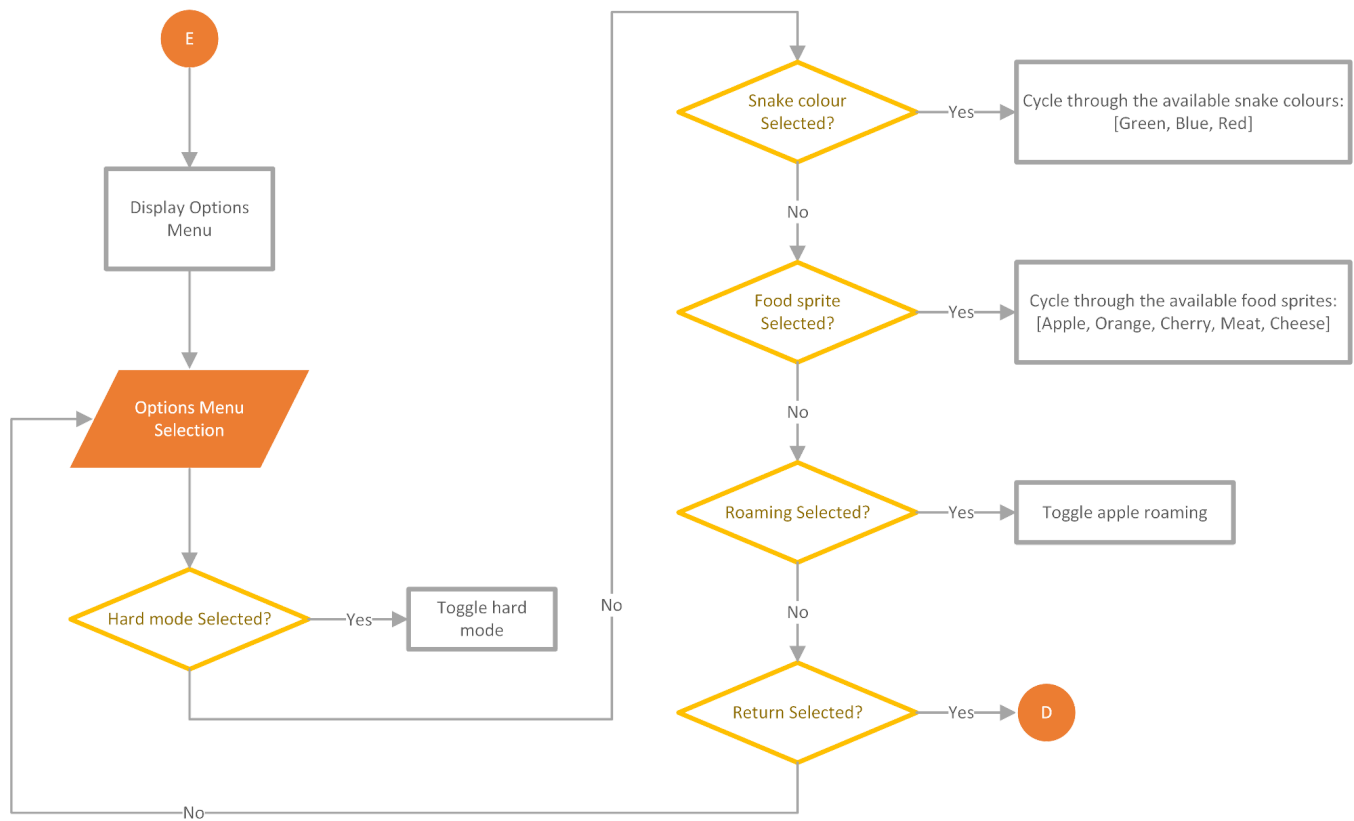 E
Display Options
Menu
Options Menu
Selection
Hard mode Selected?
Yes
Toggle hard
mode
No
Snake colour
Selected?
Yes
Cycle through the available snake colours:
[Green, Blue, Red]
No
Food sprite
Selected?
Yes
Cycle through the available food sprites:
[Apple, Orange, Cherry, Meat, Cheese]
No
Roaming Selected?
Yes
Toggle apple roaming
No
Return Selected?
Yes
D
No